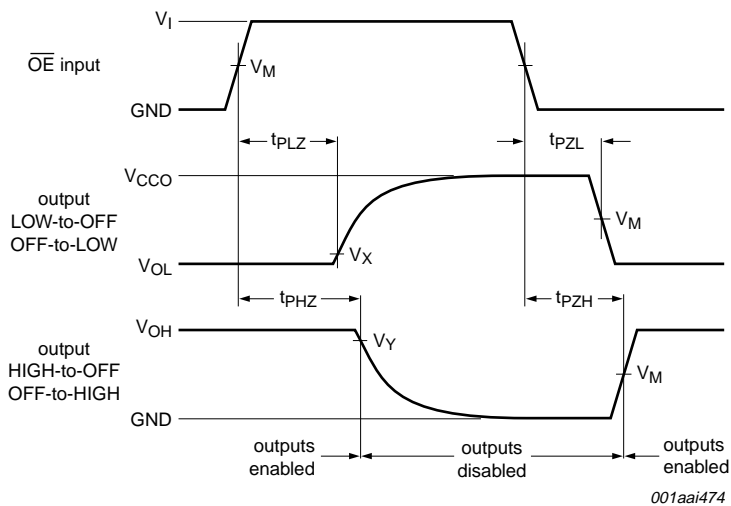 V_I
O̅E̅ input
V_M
GND
t_PLZ
t_PZL
V_CCO
output
LOW-to-OFF
OFF-to-LOW
V_M
V_X
V_OL
t_PHZ
t_PZH
V_OH
output
HIGH-to-OFF
OFF-to-HIGH
V_Y
V_M
GND
outputs
enabled
outputs
disabled
outputs
enabled
001aai474